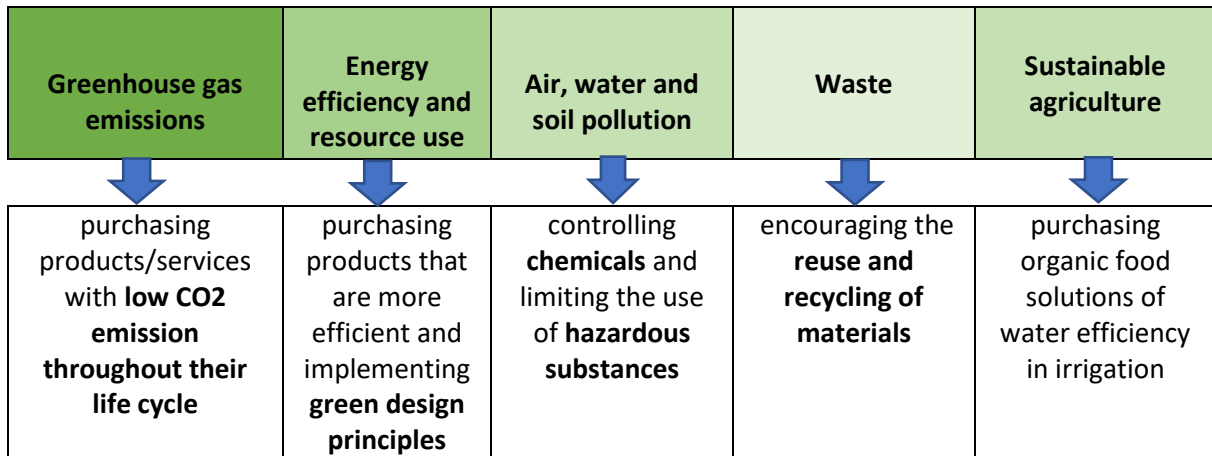 Greenhouse gas
emissions
Energy
efficiency and
resource use
Air, water and
soil pollution
Waste
Sustainable
agriculture
purchasing
products/services
with low CO2
emission
throughout their
life cycle
purchasing
products that
are more
efficient and
implementing
green design
principles
controlling
chemicals and
limiting the use
of hazardous
substances
encouraging the
reuse and
recycling of
materials
purchasing
organic food
solutions of
water efficiency
in irrigation